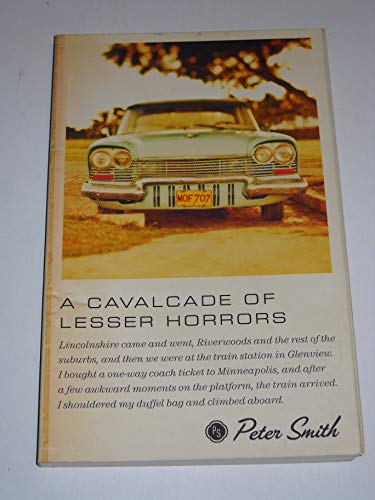 MOF 707
A CAVALCADE OF
LESSER HORRORS
Lincolnshire came and went, Riverwoods and the rest of the
suburbs, and then we were at the train station in Glenview.
I bought a one-way coach ticket to Minneapolis, and after
a few awkward moments on the platform, the train arrived.
I shouldered my duffel bag and climbed aboard.
PS Peter Smith